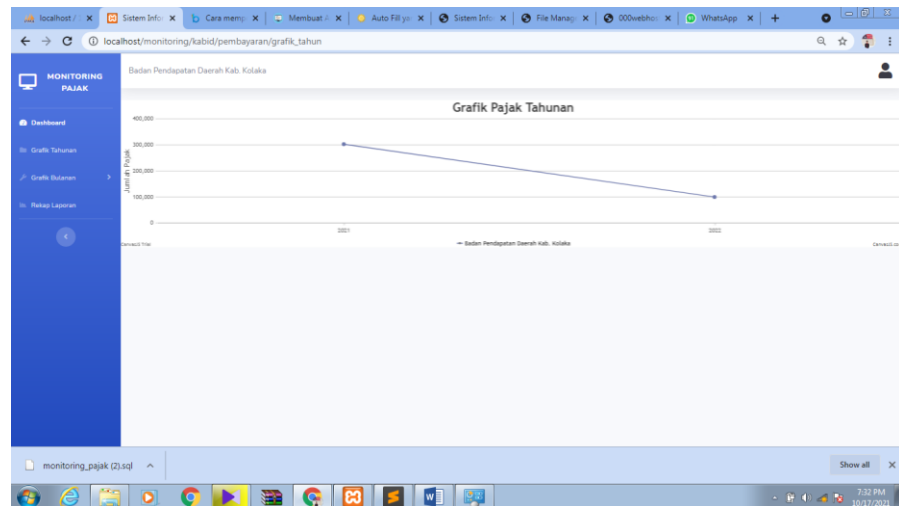 localhost /
Sistem Infor
Cara memp
Membuat A
Auto Fill ya
Sistem Infor
File Manag
000webhos
WhatsApp
localhost/monitoring/kabid/pembayaran/grafik_tahun
MONITORING
PAJAK
Badan Pendapatan Daerah Kab. Kolaka
Dashboard
Grafik Tahunan
Grafik Bulanan
Rekap Laporan
Grafik Pajak Tahunan
Jumlah Pajak
400,000
300,000
200,000
100,000
0
2021
2002
CanvasJS Trial
Badan Pendapatan Daerah Kab. Kolaka
monitoring_pajak (2).sql
Show all
7:32 PM
10/17/2021